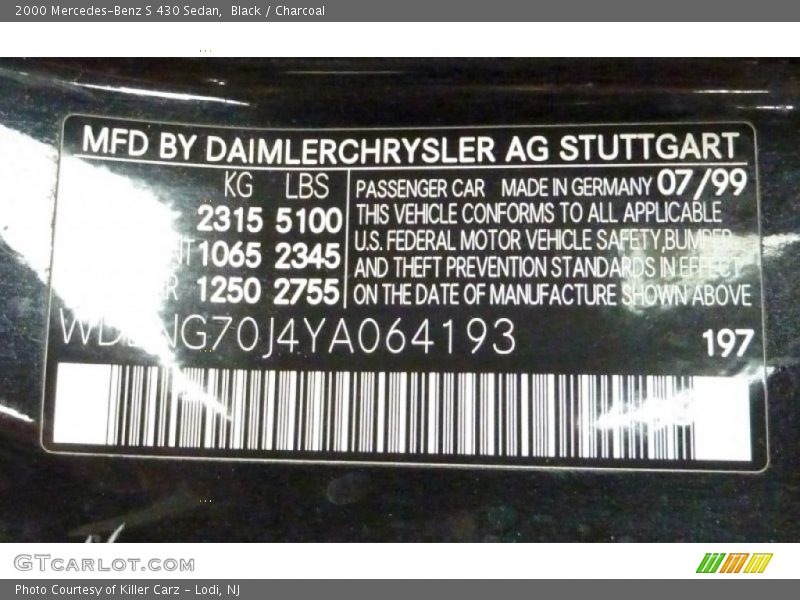 2000 Mercedes-Benz S 430 Sedan, Black / Charcoal
MFD BY DAIMLERCHRYSLER AG STUTTGART
KG LBS
2315 5100
1065 2345
1250 2755
PASSENGER CAR MADE IN GERMANY 07/99
THIS VEHICLE CONFORMS TO ALL APPLICABLE
U.S. FEDERAL MOTOR VEHICLE SAFETY, BUMPER
AND THEFT PREVENTION STANDARDS IN EFFECT
ON THE DATE OF MANUFACTURE SHOWN ABOVE
197
GTCARLOT.COM
Photo Courtesy of Killer Carz - Lodi, NJ